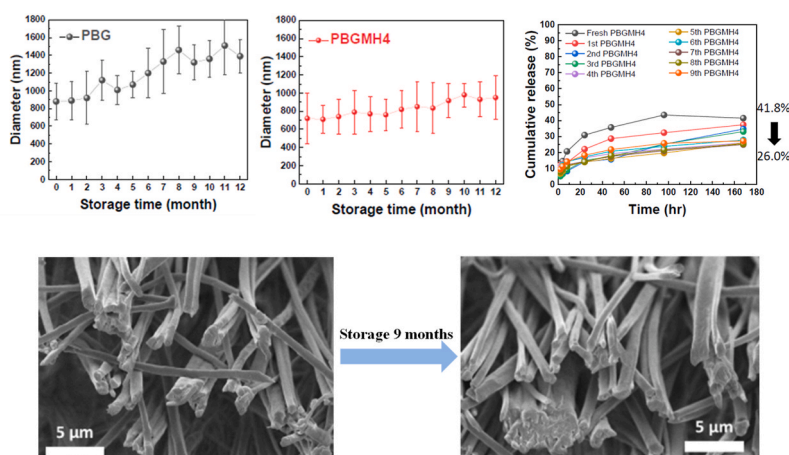 PBG
Diameter (nm)
1800
1600
1400
1200
1000
800
600
400
200
0
0 1 2 3 4 5 6 7 8 9 10 11 12
Storage time (month)
PBGMH4
Diameter (nm)
1800
1600
1400
1200
1000
800
600
400
200
0
0 1 2 3 4 5 6 7 8 9 10 11 12
Storage time (month)
Cumulative release (%)
100
90
80
70
60
50
40
30
20
10
0
Fresh PBGMH4
1st PBGMH4
2nd PBGMH4
3rd PBGMH4
4th PBGMH4
5th PBGMH4
6th PBGMH4
7th PBGMH4
8th PBGMH4
9th PBGMH4
0 20 40 60 80 100 120 140 160 180
Time (hr)
41.8%
26.0%
Storage 9 months
5 μm
5 μm